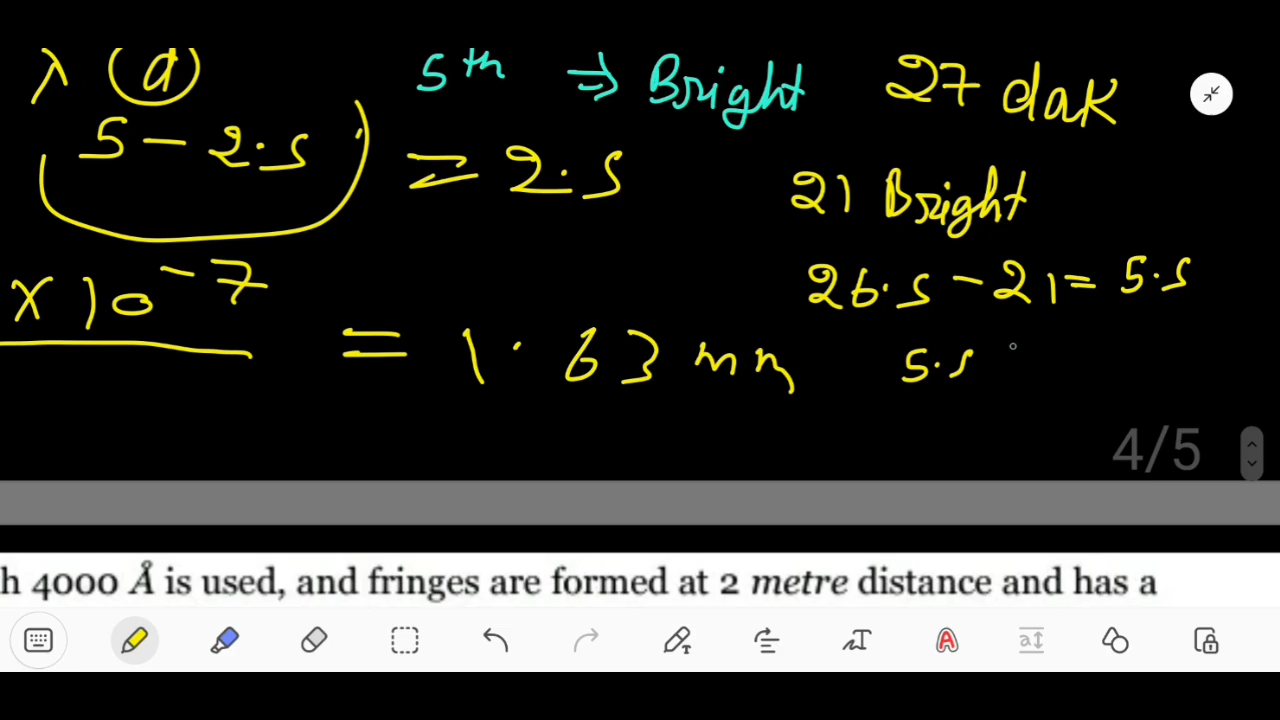 λ (d) 5th ⇒ Bright 27 dak
5 - 2.5 ) = 2.5 21 Bright
x 10^-7 26.5 - 21 = 5.5
= 1.63 mm 5.5
4/5
h 4000 Å is used, and fringes are formed at 2 metre distance and has a